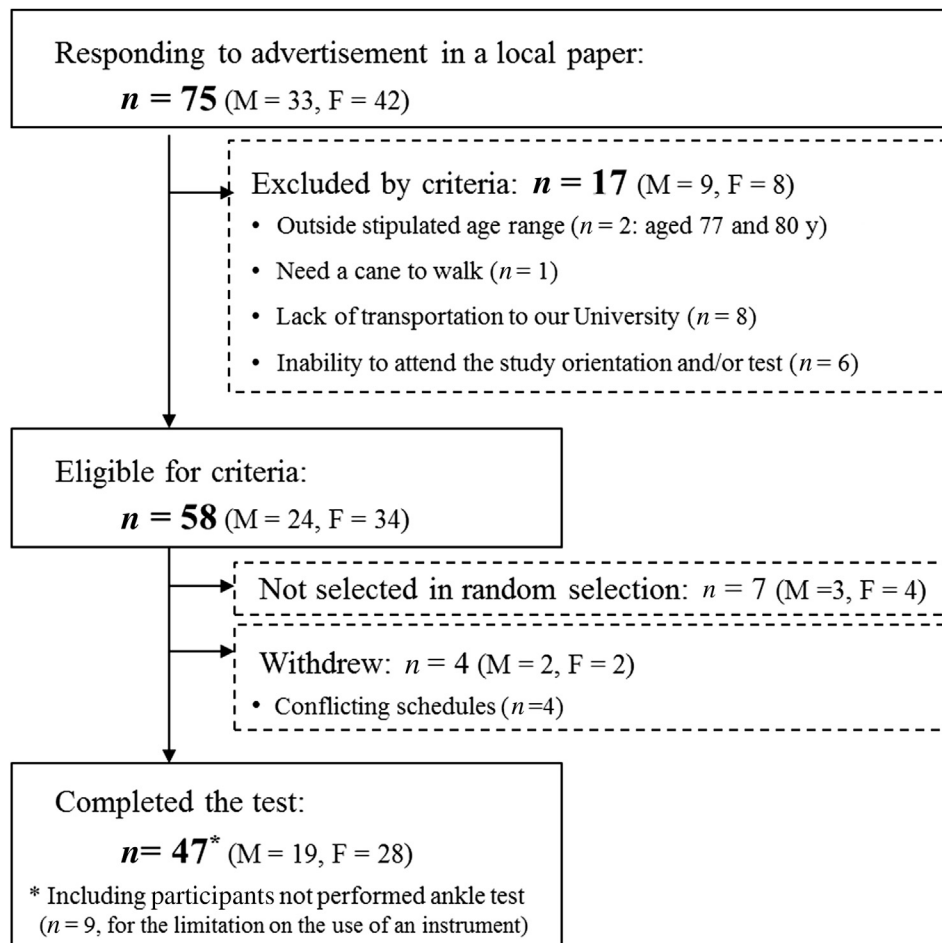 Responding to advertisement in a local paper:
n = 75 (M = 33, F = 42)
Excluded by criteria: n = 17 (M = 9, F = 8)
• Outside stipulated age range (n = 2: aged 77 and 80 y)
• Need a cane to walk (n = 1)
• Lack of transportation to our University (n = 8)
• Inability to attend the study orientation and/or test (n = 6)
Eligible for criteria:
n = 58 (M = 24, F = 34)
Not selected in random selection: n = 7 (M =3, F = 4)
Withdrew: n = 4 (M = 2, F = 2)
• Conflicting schedules (n=4)
Completed the test:
n= 47* (M = 19, F = 28)
* Including participants not performed ankle test
(n = 9, for the limitation on the use of an instrument)